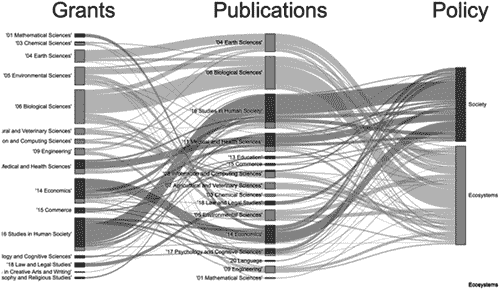 Grants
Publications
Policy
'01 Mathematical Sciences'
'03 Chemical Sciences'
'04 Earth Sciences'
'05 Environmental Sciences'
'06 Biological Sciences'
ral and Veterinary Sciences'
on and Computing Sciences'
'09 Engineering'
Medical and Health Sciences'
'14 Economics'
'15 Commerce
'16 Studies in Human Society'
logy and Cognitive Sciences'
'18 Law and Legal Studies'
in Creative Arts and Writing'
osophy and Religious Studies'
'04 Earth Sciences'
'06 Biological Sciences'
'16 Studies in Human Society'
'11 Medical and Health Sciences'
'13 Education'
'15 Commerce
'08 Information and Computing Sciences'
'07 Agricultural and Veterinary Sciences'
'03 Chemical Sciences'
'18 Law and Legal Studies'
'05 Environmental Sciences'
'14 Economics'
'17 Psychology and Cognitive Sciences'
'20 Language
'09 Engineering'
'01 Mathematical Sciences'
Society
Ecosystems
Ecosystems